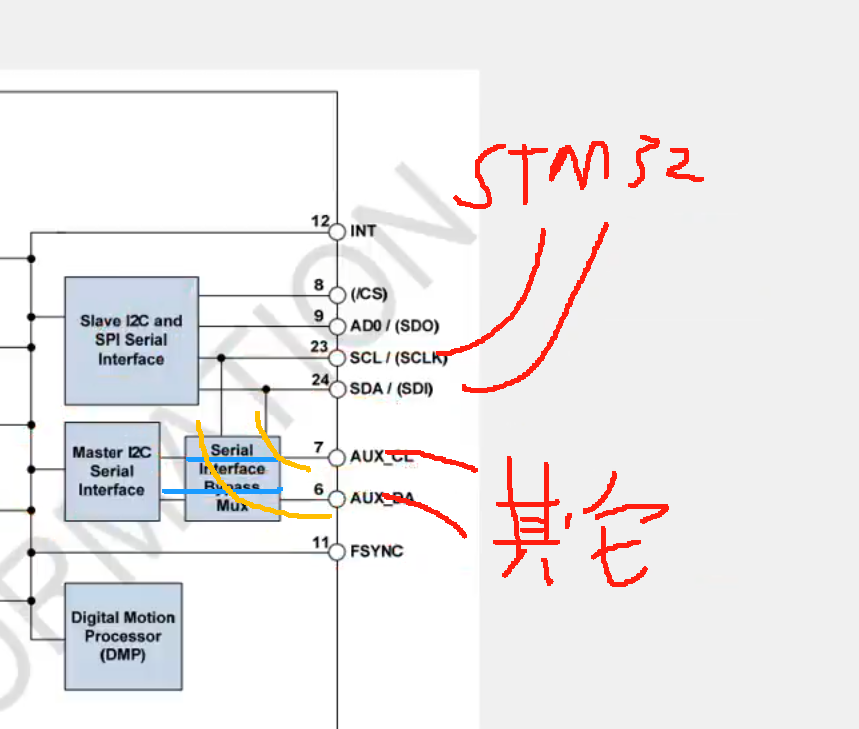 STM32
12 INT
8 (/CS)
9 AD0 / (SDO)
23 SCL / (SCLK)
24 SDA / (SDI)
7 AUX_CL
6 AUX_DA
11 FSYNC
Slave I2C and
SPI Serial
Interface
Master I2C
Serial
Interface
Serial
Interface
Bypass
Mux
其它
Digital Motion
Processor
(DMP)
ORMATION